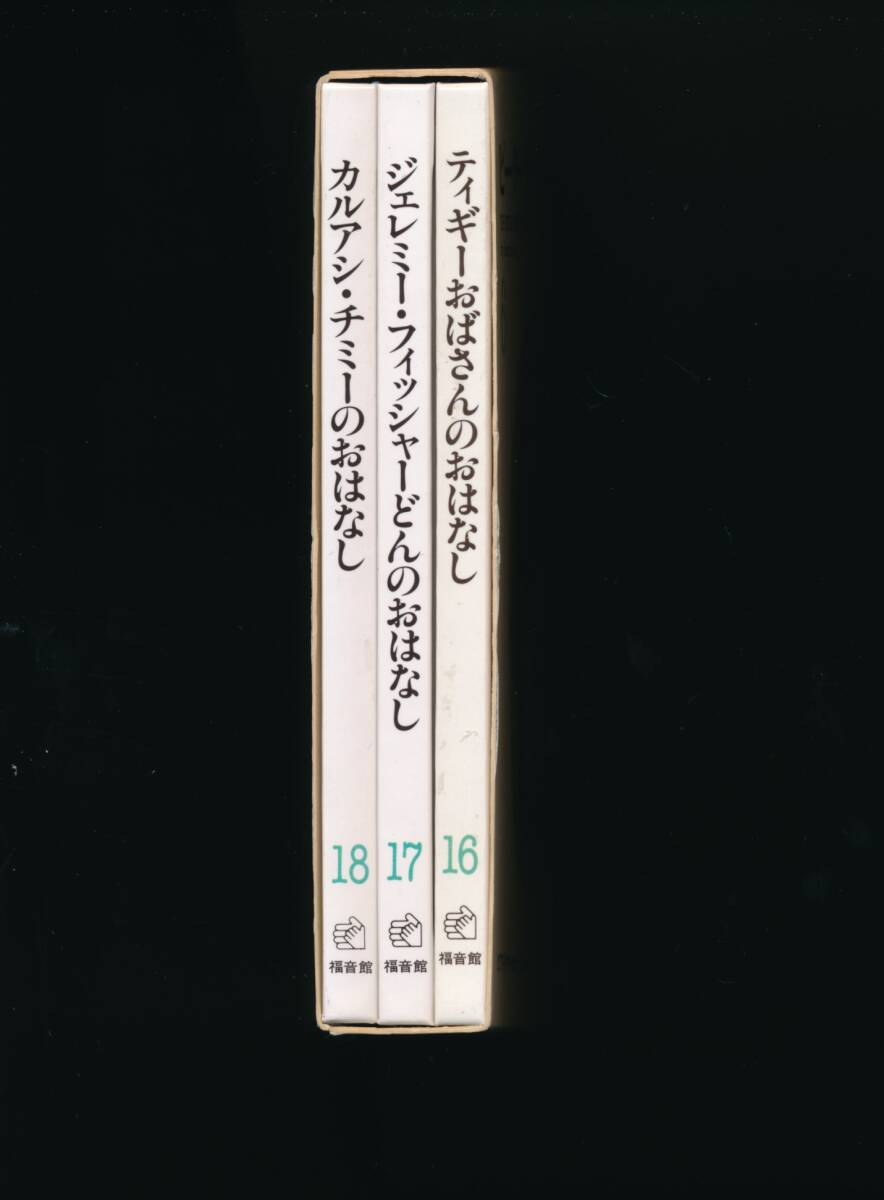 ティギーおばさんのおはなし
16
福音館
ジェレミー・フィッシャーどんのおはなし
17
福音館
カルアシ・チミーのおはなし
18
福音館